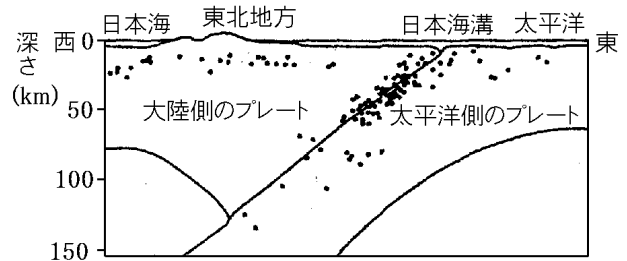 日本海 東北地方 日本海溝 太平洋
深さ 西 0 東
(km)
50
大陸側のプレート 太平洋側のプレート
100
150